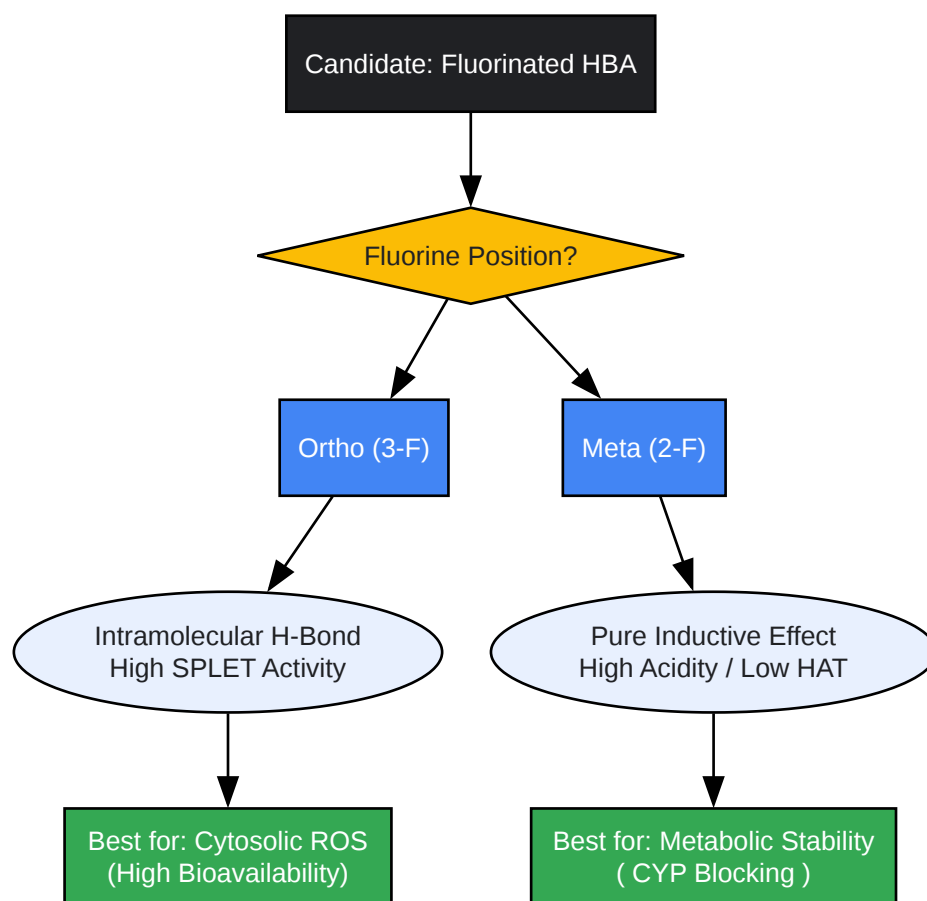 Candidate: Fluorinated HBA
Fluorine Position?
Ortho (3-F)
Meta (2-F)
Intramolecular H-Bond
High SPLET Activity
Pure Inductive Effect
High Acidity / Low HAT
Best for: Cytosolic ROS
(High Bioavailability)
Best for: Metabolic Stability
( CYP Blocking )